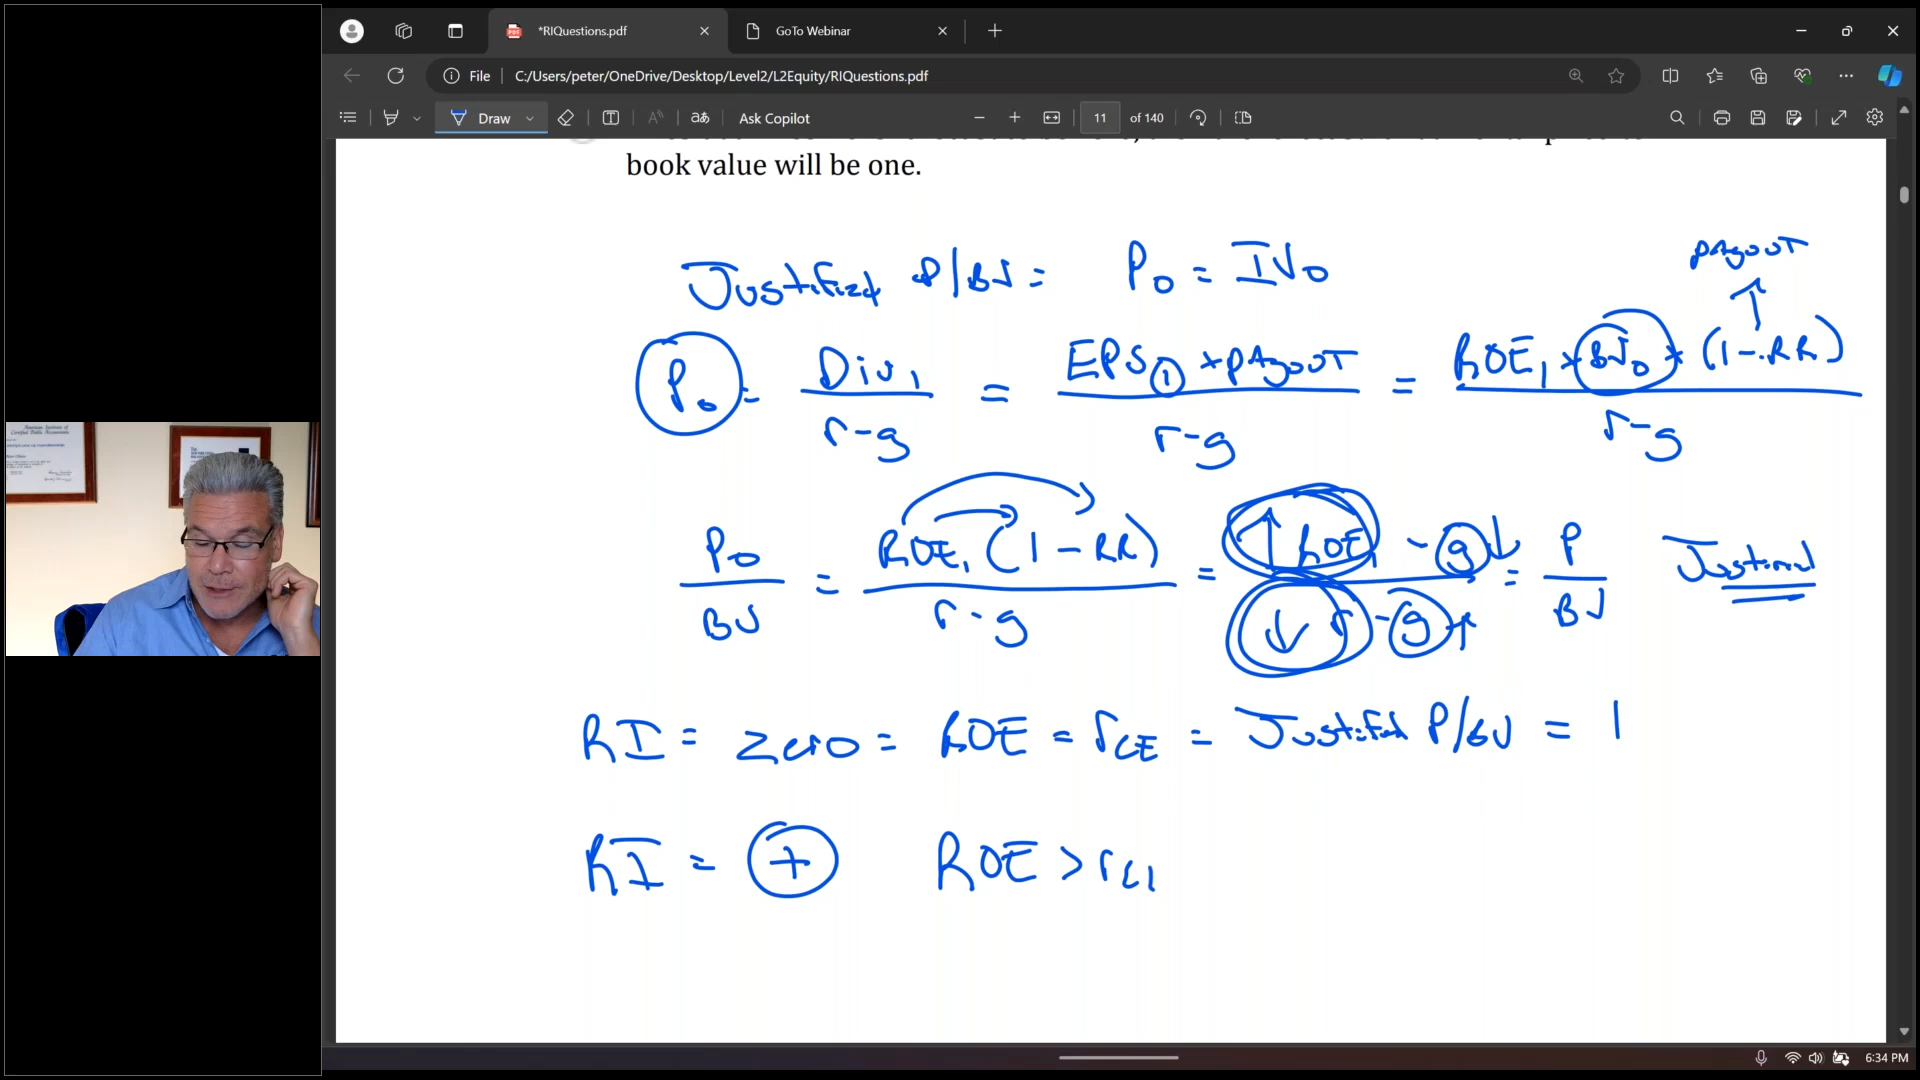 *RIQuestions.pdf
GoTo Webinar
File
C:/Users/peter/OneDrive/Desktop/Level2/L2Equity/RIQuestions.pdf
Draw
Ask Copilot
11 of 140
book value will be one.
Justified P/BV = P0 = IV0
payout
P0 = Div1 / r-g = EPS1 × payout / r-g = ROE1 × BV0 × (1-RR) / r-g
P0 / BV = ROE1 (1-RR) / r-g = ↑ROE1 - g↓ / ↓r - g↑ = P / BV Justified
RI = zero = ROE = rCE = Justified P/BV = 1
RI = + ROE > rCE
6:34 PM